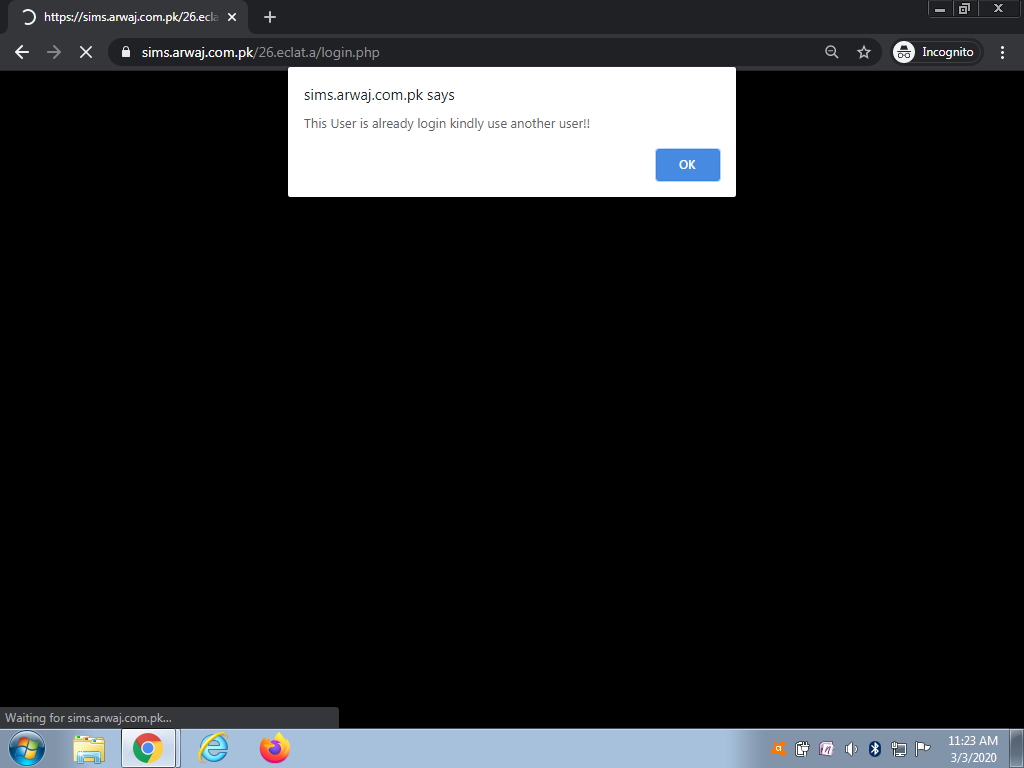 https://sims.arwaj.com.pk/26.ecla
sims.arwaj.com.pk/26.eclat.a/login.php
Incognito
sims.arwaj.com.pk says
This User is already login kindly use another user!!
OK
Waiting for sims.arwaj.com.pk...
11:23 AM
3/3/2020